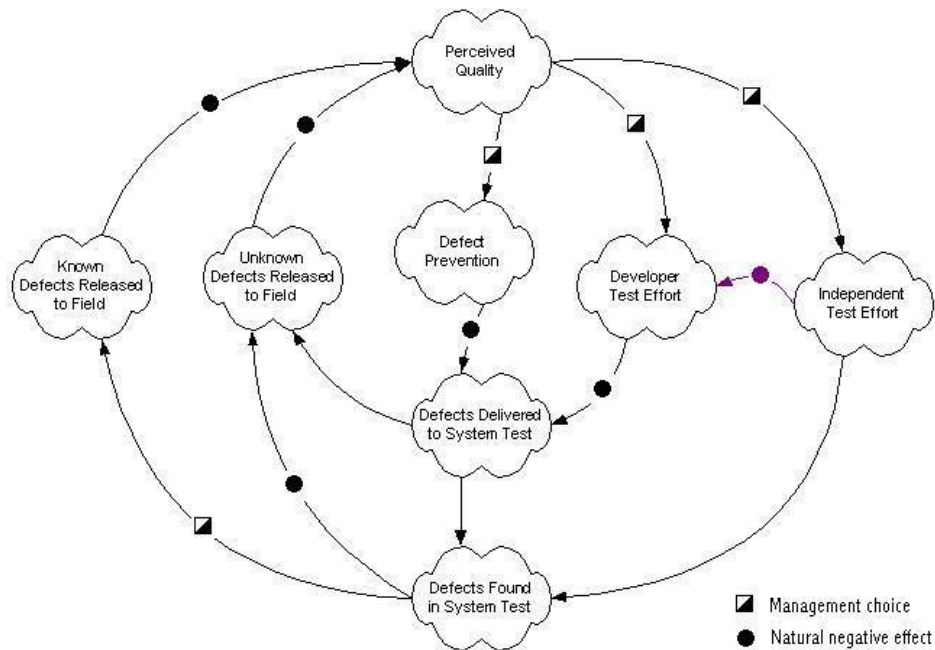 Perceived
Quality
Known
Defects Released
to Field
Unknown
Defects Released
to Field
Defect
Prevention
Developer
Test Effort
Independent
Test Effort
Defects Delivered
to System Test
Defects Found
in System Test
Management choice
Natural negative effect